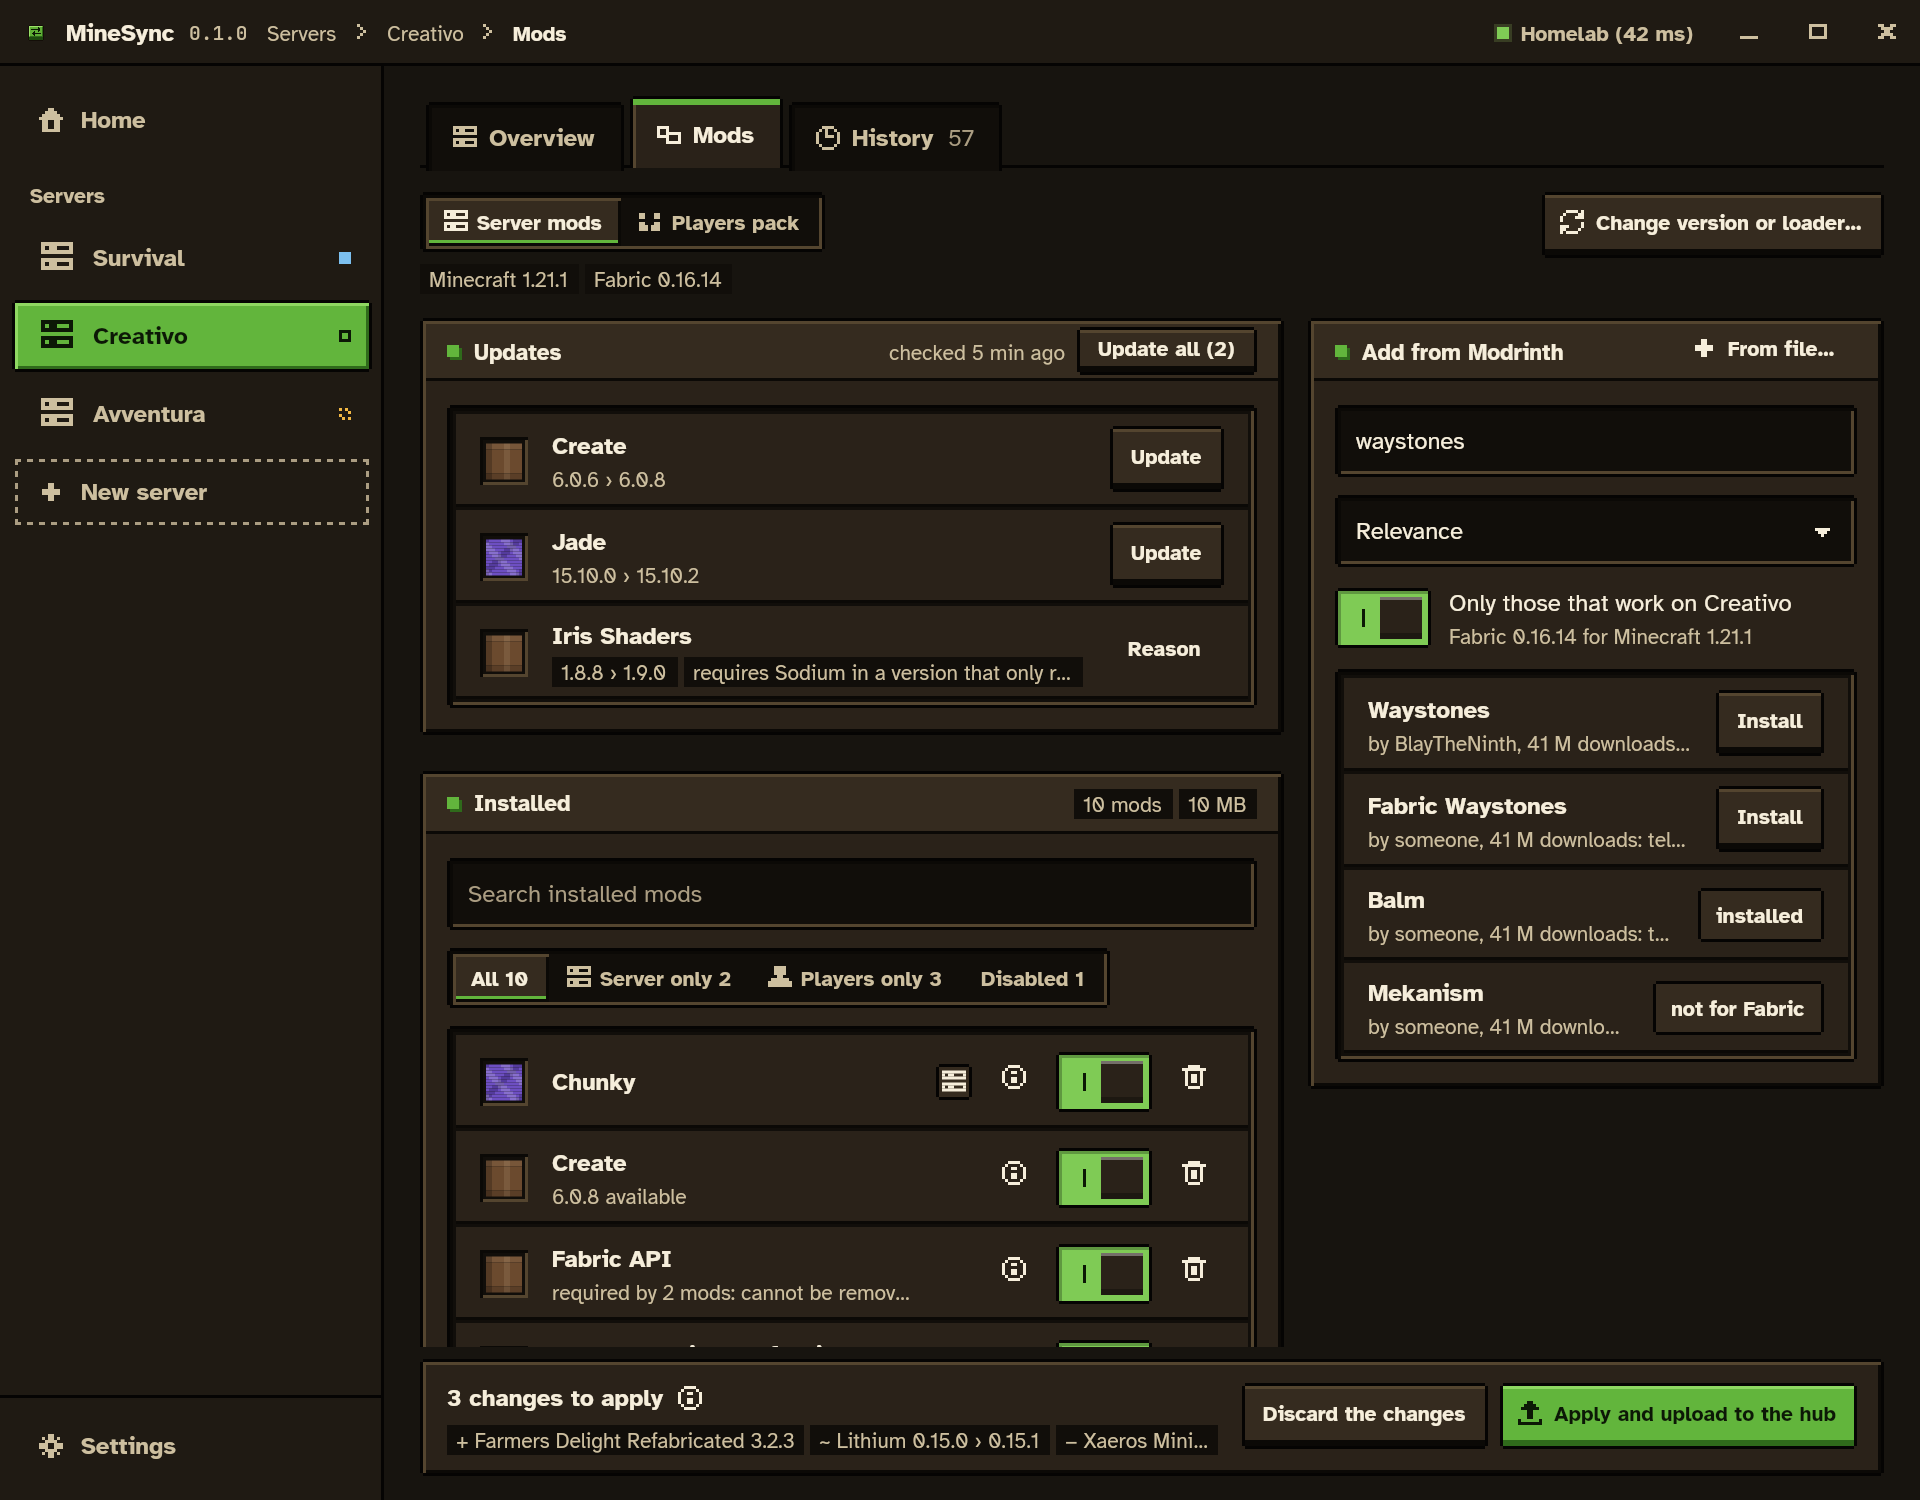 MineSync 0.1.0 Servers Creativo Mods
Homelab (42 ms)
Home
Servers
Survival
Creativo
Avventura
New server
Settings
Overview
Mods
History 57
Server mods
Players pack
Change version or loader...
Minecraft 1.21.1
Fabric 0.16.14
Updates
checked 5 min ago
Update all (2)
Create
6.0.6 › 6.0.8
Update
Jade
15.10.0 › 15.10.2
Update
Iris Shaders
1.8.8 › 1.9.0
requires Sodium in a version that only r...
Reason
Installed
10 mods
10 MB
Search installed mods
All 10
Server only 2
Players only 3
Disabled 1
Chunky
Create
6.0.8 available
Fabric API
required by 2 mods: cannot be remov...
Add from Modrinth
From file...
waystones
Relevance
Only those that work on Creativo
Fabric 0.16.14 for Minecraft 1.21.1
Waystones
by BlayTheNinth, 41 M downloads...
Install
Fabric Waystones
by someone, 41 M downloads: tel...
Install
Balm
by someone, 41 M downloads: t...
installed
Mekanism
by someone, 41 M downlo...
not for Fabric
3 changes to apply
+ Farmers Delight Refabricated 3.2.3
~ Lithium 0.15.0 › 0.15.1
− Xaeros Mini...
Discard the changes
Apply and upload to the hub